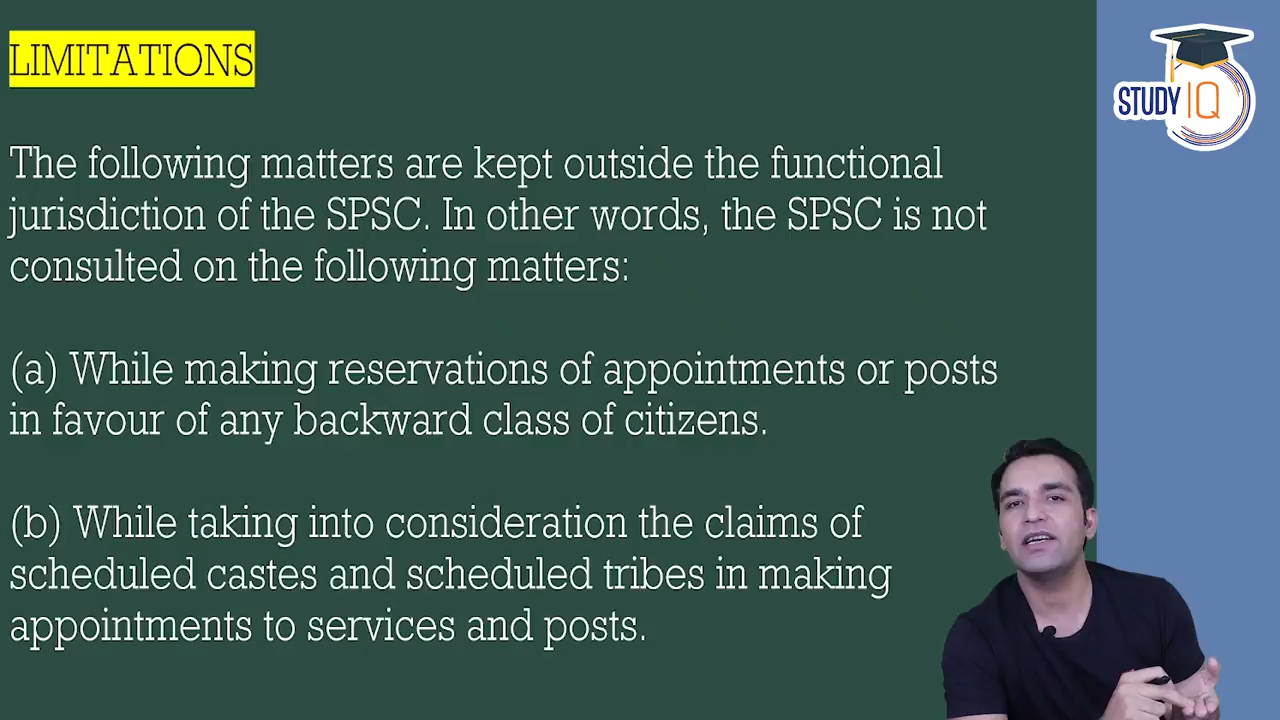 LIMITATIONS
STUDY IQ
The following matters are kept outside the functional
jurisdiction of the SPSC. In other words, the SPSC is not
consulted on the following matters:
(a) While making reservations of appointments or posts
in favour of any backward class of citizens.
(b) While taking into consideration the claims of
scheduled castes and scheduled tribes in making
appointments to services and posts.